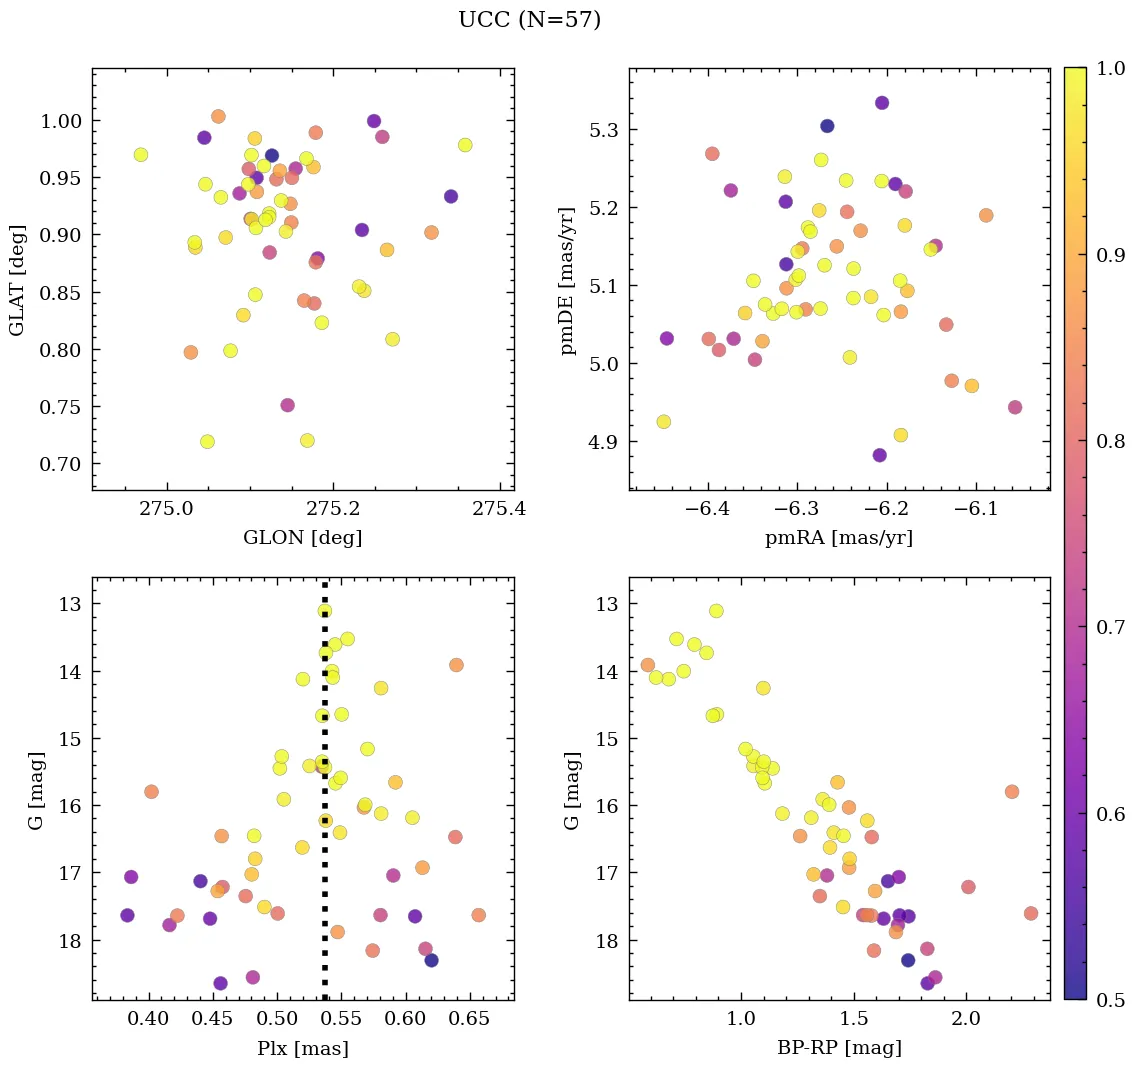 UCC (N=57)
1.00
0.95
0.90
0.85
0.80
0.75
0.70
GLAT [deg]
275.0 275.2 275.4
GLON [deg]
5.3
5.2
5.1
5.0
4.9
pmDE [mas/yr]
−6.4 −6.3 −6.2 −6.1
pmRA [mas/yr]
1.0
0.9
0.8
0.7
0.6
0.5
13
14
15
16
17
18
G [mag]
0.40 0.45 0.50 0.55 0.60 0.65
Plx [mas]
13
14
15
16
17
18
G [mag]
1.0 1.5 2.0
BP-RP [mag]